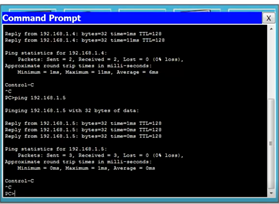 Command Prompt
X
Reply from 192.168.1.4: bytes=32 time=1ms TTL=128
Reply from 192.168.1.4: bytes=32 time=11ms TTL=128
Ping statistics for 192.168.1.4:
Packets: Sent = 2, Received = 2, Lost = 0 (0% loss),
Approximate round trip times in milli-seconds:
Minimum = 1ms, Maximum = 11ms, Average = 6ms
Control-C
^C
PC>ping 192.168.1.5
Pinging 192.168.1.5 with 32 bytes of data:
Reply from 192.168.1.5: bytes=32 time=1ms TTL=128
Reply from 192.168.1.5: bytes=32 time=0ms TTL=128
Reply from 192.168.1.5: bytes=32 time=0ms TTL=128
Ping statistics for 192.168.1.5:
Packets: Sent = 3, Received = 3, Lost = 0 (0% loss),
Approximate round trip times in milli-seconds:
Minimum = 0ms, Maximum = 1ms, Average = 0ms
Control-C
^C
PC>